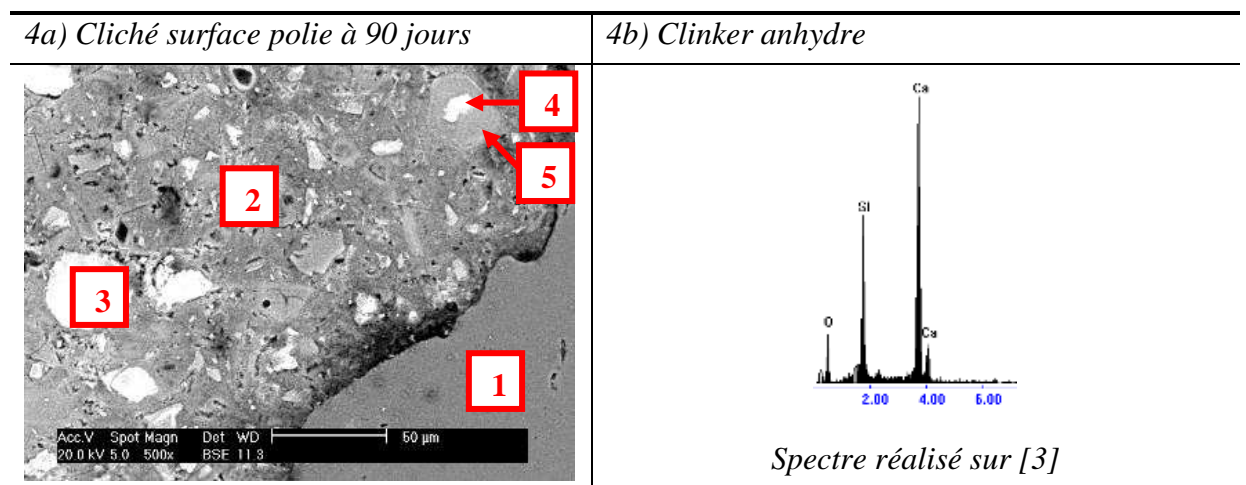 4a) Cliché surface polie à 90 jours
4b) Clinker anhydre
4
5
2
3
1
Acc.V Spot Magn Det WD 50 µm
20.0 kV 5.0 500x BSE 11.3
Ca
Si
O
Ca
2.00 4.00 6.00
Spectre réalisé sur [3]